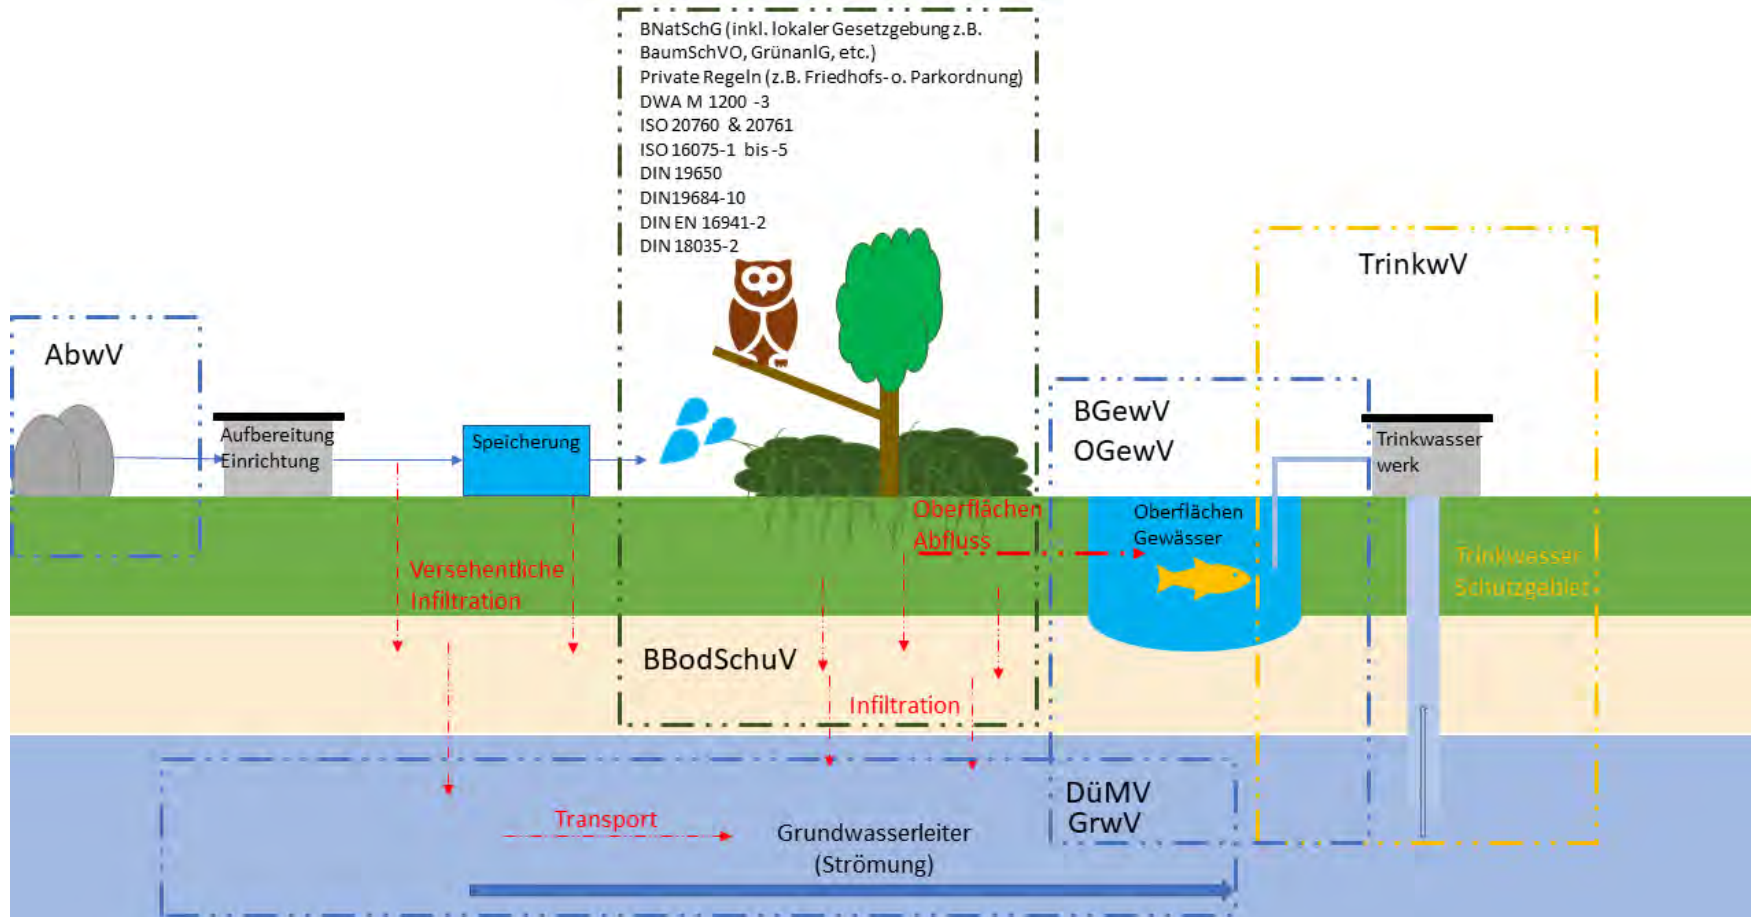 BNatSchG (inkl. lokaler Gesetzgebung z.B.
BaumSchVO, GrünanlG, etc.)
Private Regeln (z.B. Friedhofs- o. Parkordnung)
DWA M 1200 -3
ISO 20760 & 20761
ISO 16075-1 bis -5
DIN 19650
DIN19684-10
DIN EN 16941-2
DIN 18035-2
TrinkwV
AbwV
BGewV
OGewV
Aufbereitung
Einrichtung
Speicherung
Trinkwasser
werk
Oberflächen
Abfluss
Oberflächen
Gewässer
Versehentliche
Infiltration
Trinkwasser
Schutzgebiet
BBodSchuV
Infiltration
DüMV
GrwV
Transport
Grundwasserleiter
(Strömung)